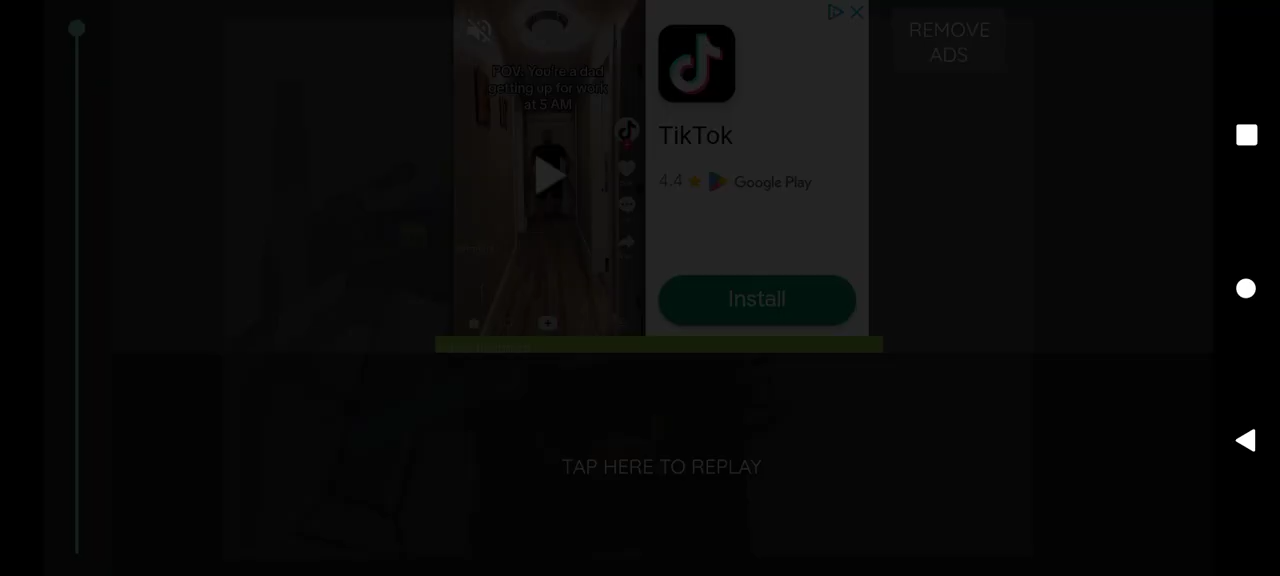 POV: You're a dad
getting up for work
at 5 AM
TikTok
4.4
Google Play
Install
REMOVE
ADS
TAP HERE TO REPLAY